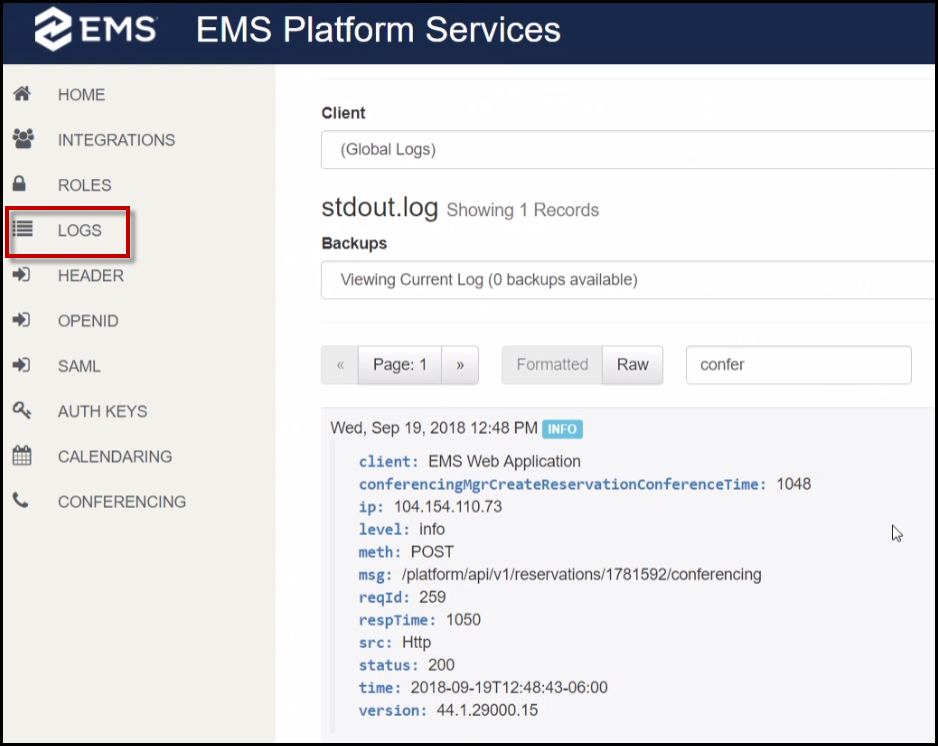 EMS EMS Platform Services
HOME
INTEGRATIONS
ROLES
LOGS
HEADER
OPENID
SAML
AUTH KEYS
CALENDARING
CONFERENCING
Client
(Global Logs)
stdout.log Showing 1 Records
Backups
Viewing Current Log (0 backups available)
« Page: 1 » Formatted Raw confer
Wed, Sep 19, 2018 12:48 PM INFO
client: EMS Web Application
conferencingMgrCreateReservationConferenceTime: 1048
ip: 104.154.110.73
level: info
meth: POST
msg: /platform/api/v1/reservations/1781592/conferencing
reqId: 259
respTime: 1050
src: Http
status: 200
time: 2018-09-19T12:48:43-06:00
version: 44.1.29000.15